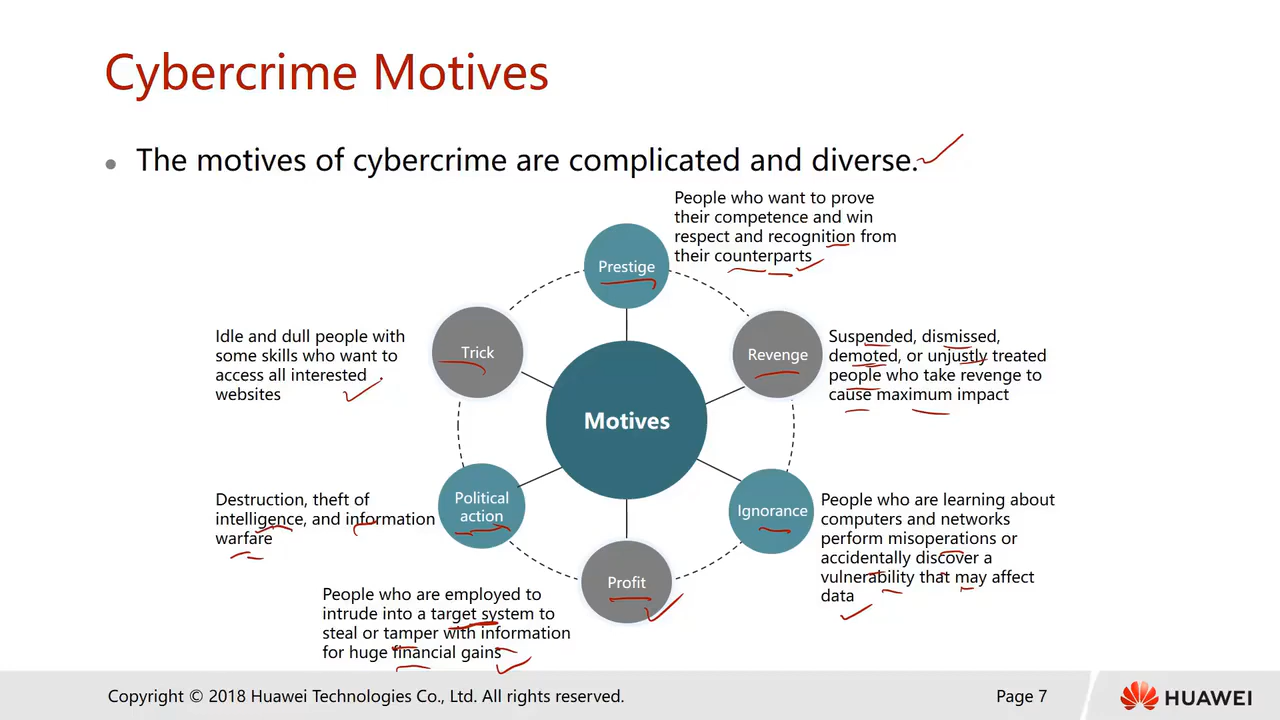 Cybercrime Motives
• The motives of cybercrime are complicated and diverse.
People who want to prove
their competence and win
respect and recognition from
their counterparts
Prestige
Idle and dull people with
some skills who want to
access all interested
websites
Trick
Revenge
Suspended, dismissed,
demoted, or unjustly treated
people who take revenge to
cause maximum impact
Motives
Destruction, theft of
intelligence, and information
warfare
Political
action
Ignorance
People who are learning about
computers and networks
perform misoperations or
accidentally discover a
vulnerability that may affect
data
Profit
People who are employed to
intrude into a target system to
steal or tamper with information
for huge financial gains
Copyright © 2018 Huawei Technologies Co., Ltd. All rights reserved.
Page 7
HUAWEI